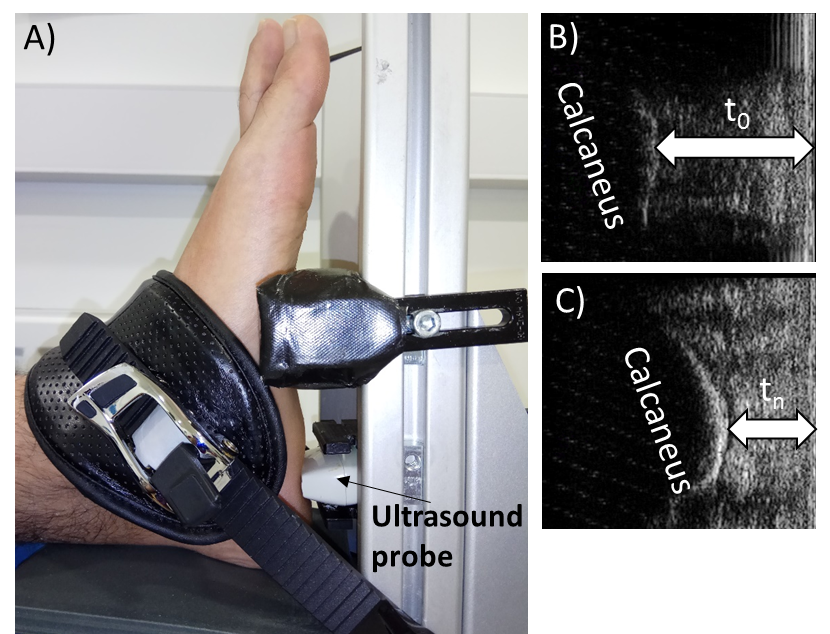 A)
Ultrasound
probe
B)
Calcaneus
t₀
C)
Calcaneus
tₙ